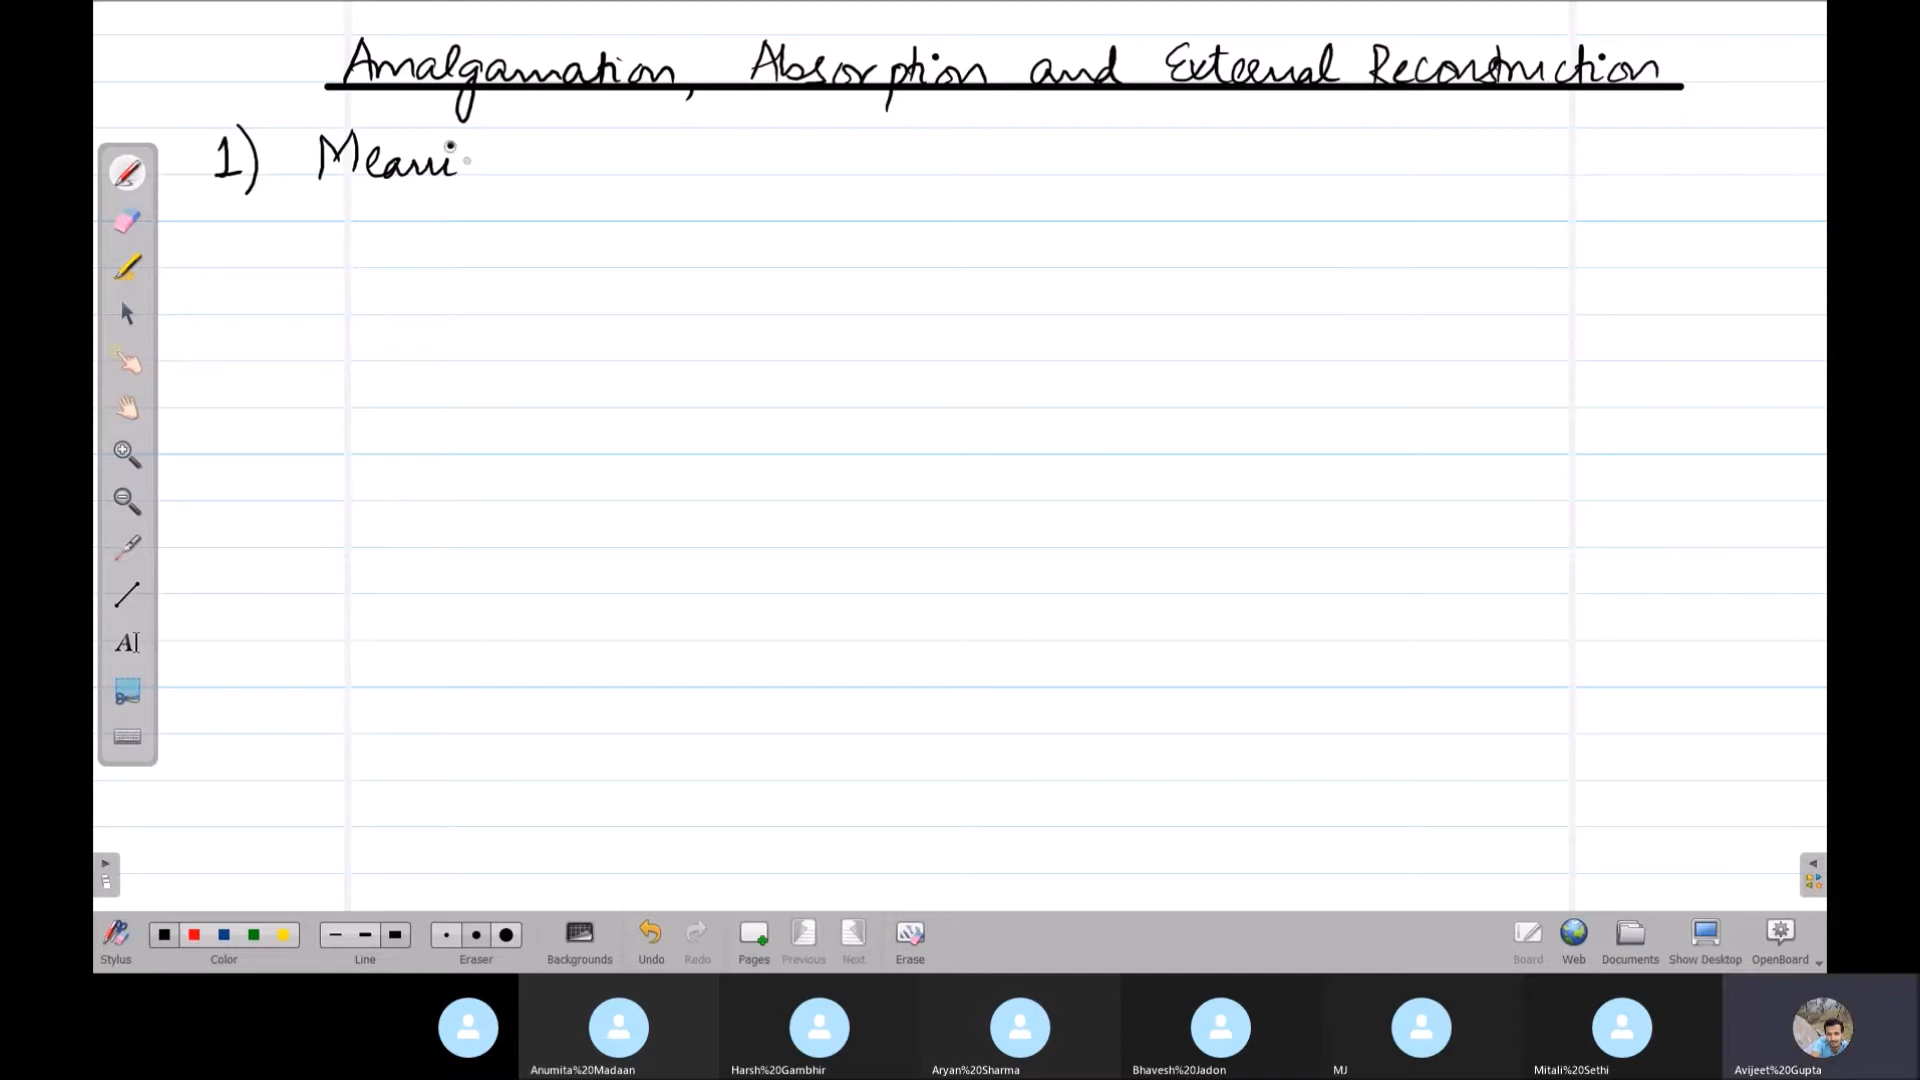 Amalgamation, Absorption and External Reconstruction
1) Meani
AI
Stylus Color Line Eraser Backgrounds Undo Redo Pages Previous Next Erase Board Web Documents Show Desktop OpenBoard
Anumita%20Madaan Harsh%20Gambhir Aryan%20Sharma Bhavesh%20Jadon MJ Mitali%20Sethi Avijeet%20Gupta